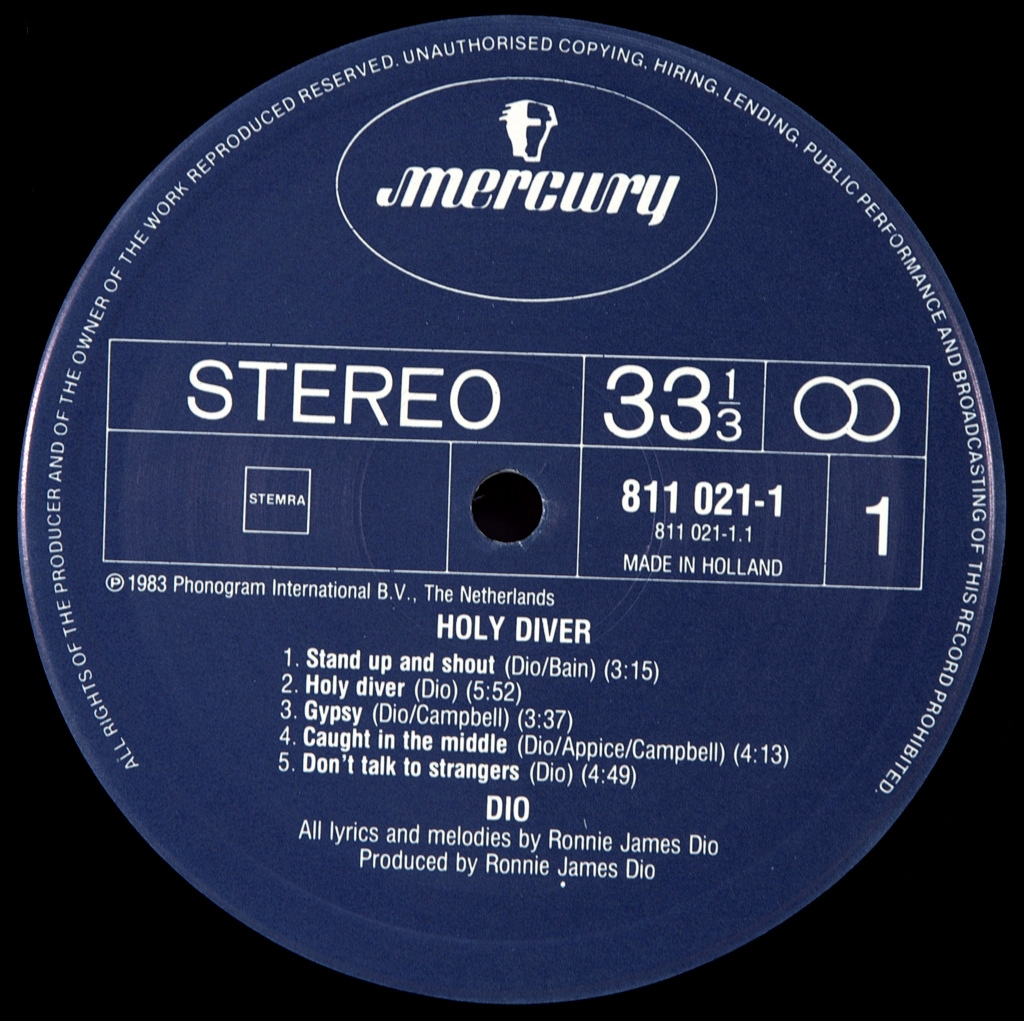 ALL RIGHTS OF THE PRODUCER AND OF THE OWNER OF THE WORK REPRODUCED RESERVED. UNAUTHORISED COPYING, HIRING, LENDING, PUBLIC PERFORMANCE AND BROADCASTING OF THIS RECORD PROHIBITED.
mercury
STEREO 33 1/3
STEMRA
811 021-1
811 021-1.1
MADE IN HOLLAND
1
℗ 1983 Phonogram International B.V., The Netherlands
HOLY DIVER
1. Stand up and shout (Dio/Bain) (3:15)
2. Holy diver (Dio) (5:52)
3. Gypsy (Dio/Campbell) (3:37)
4. Caught in the middle (Dio/Appice/Campbell) (4:13)
5. Don't talk to strangers (Dio) (4:49)
DIO
All lyrics and melodies by Ronnie James Dio
Produced by Ronnie James Dio